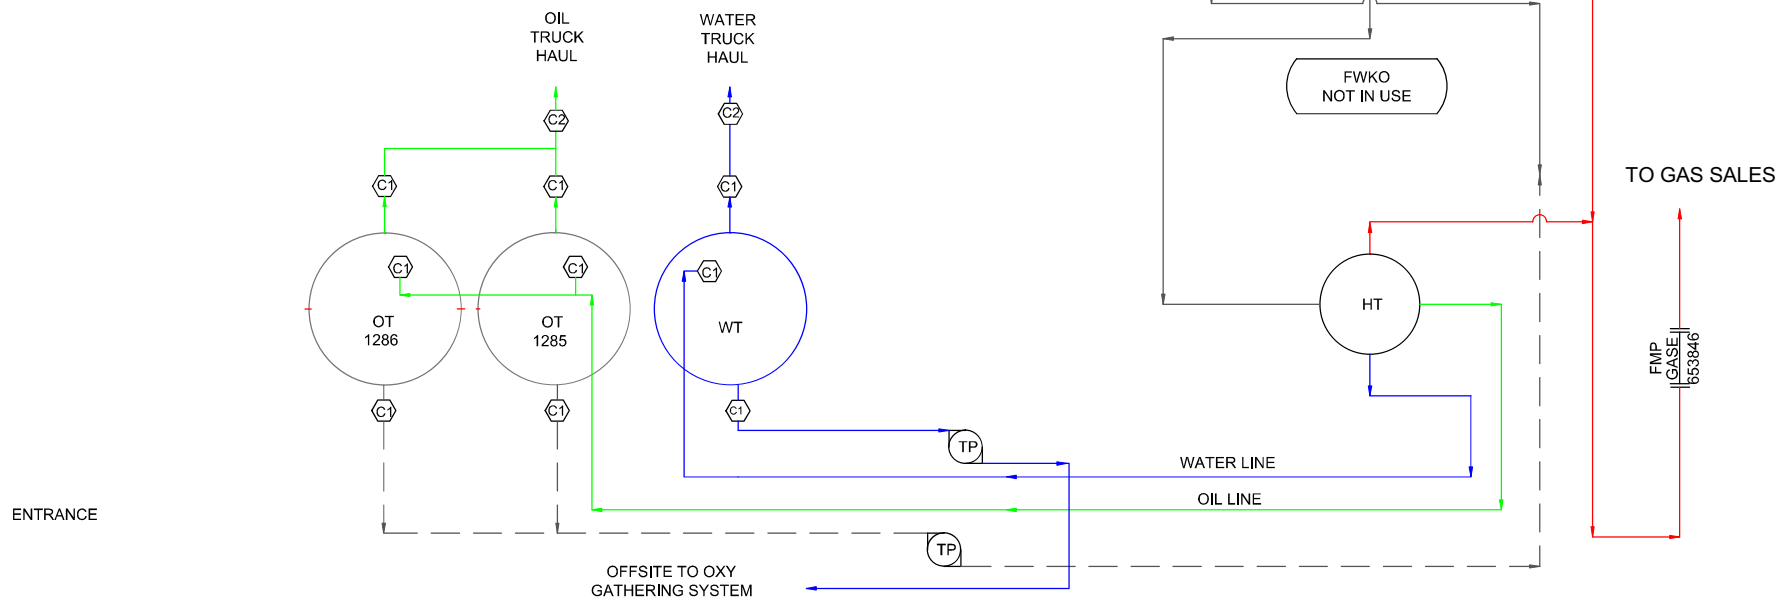 OIL
TRUCK
HAUL
WATER
TRUCK
HAUL
FWKO
NOT IN USE
C2
C2
TO GAS SALES
C1
C1
C1
C1
C1
C1
HT
OT
1286
OT
1285
WT
FMP
GASE
653846
C1
C1
C1
TP
WATER LINE
OIL LINE
ENTRANCE
TP
OFFSITE TO OXY
GATHERING SYSTEM